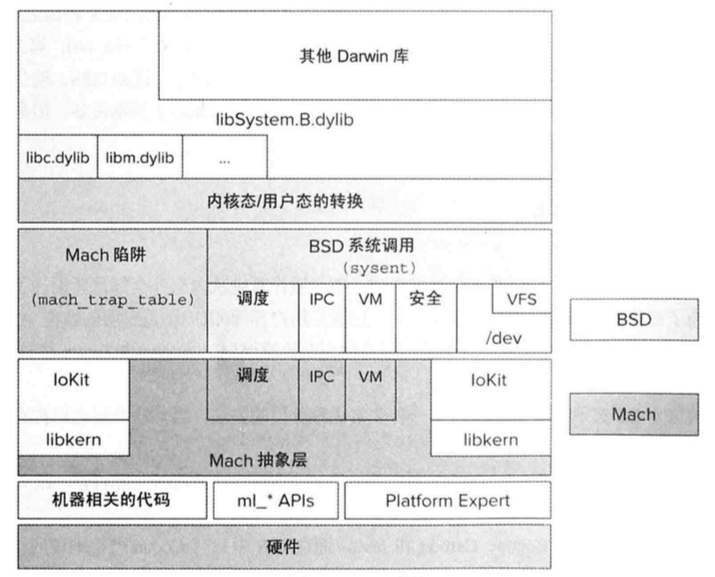 其他 Darwin 库
libSystem.B.dylib
libc.dylib libm.dylib ...
内核态/用户态的转换
Mach 陷阱
(mach_trap_table)
BSD 系统调用
(sysent)
调度 IPC VM 安全 VFS
/dev
BSD
IoKit 调度 IPC VM IoKit
Mach
libkern libkern
Mach 抽象层
机器相关的代码 ml_* APIs Platform Expert
硬件